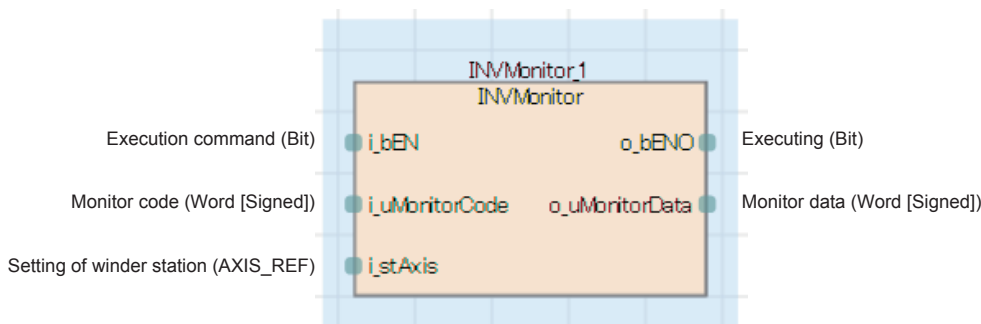 INVMonitor_1
INVMonitor
Execution command (Bit) i_bEN o_bENO Executing (Bit)
Monitor code (Word [Signed]) i_uMonitorCode o_uMonitorData Monitor data (Word [Signed])
Setting of winder station (AXIS_REF) i_stAxis